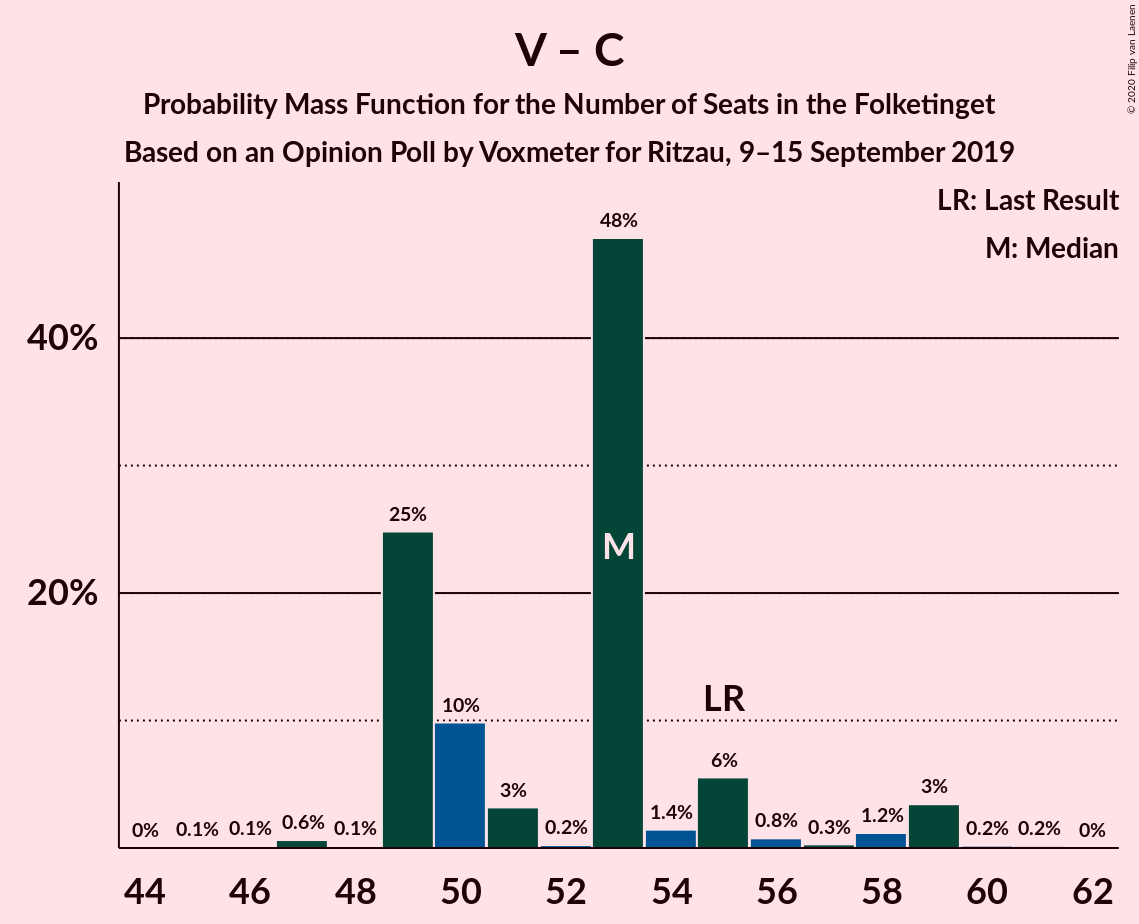 V – C
Probability Mass Function for the Number of Seats in the Folketinget
Based on an Opinion Poll by Voxmeter for Ritzau, 9–15 September 2019
© 2020 Filip van Laenen
LR: Last Result
M: Median
40%
20%
0%
0.1%
0.1%
0.6%
0.1%
25%
10%
3%
0.2%
48%
M
1.4%
LR
6%
0.8%
0.3%
1.2%
3%
0.2%
0.2%
0%
44 46 48 50 52 54 56 58 60 62